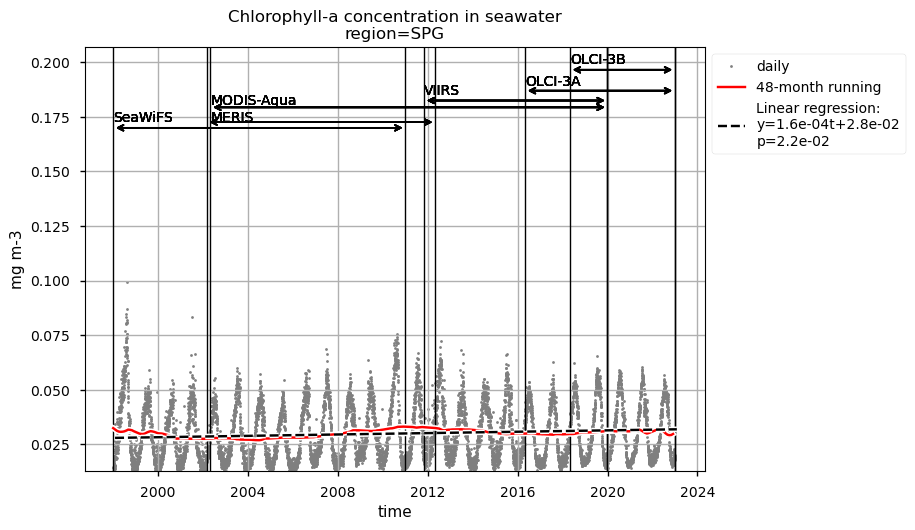 Chlorophyll-a concentration in seawater
region=SPG
0.200
0.175
0.150
0.125
0.100
0.075
0.050
0.025
mg m-3
OLCI-3B
OLCI-3A
VIIRS
MODIS-Aqua
SeaWiFS
MERIS
2000
2004
2008
2012
2016
2020
2024
time
daily
48-month running
Linear regression:
y=1.6e-04t+2.8e-02
p=2.2e-02